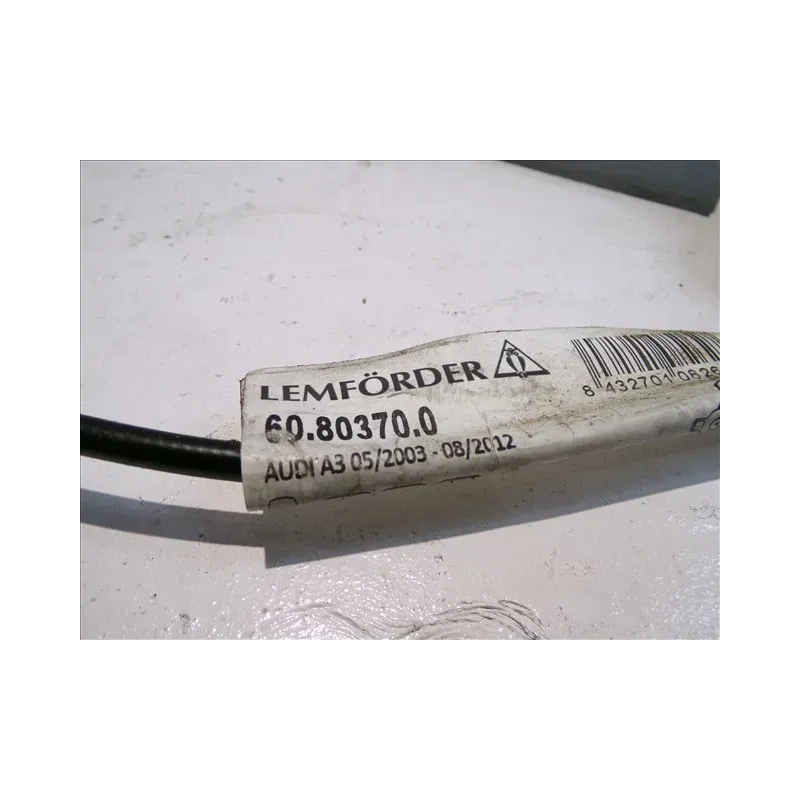 LEMFÖRDER
60.80370.0
AUDI A3 05/2003 - 08/2012
8 432701 0826